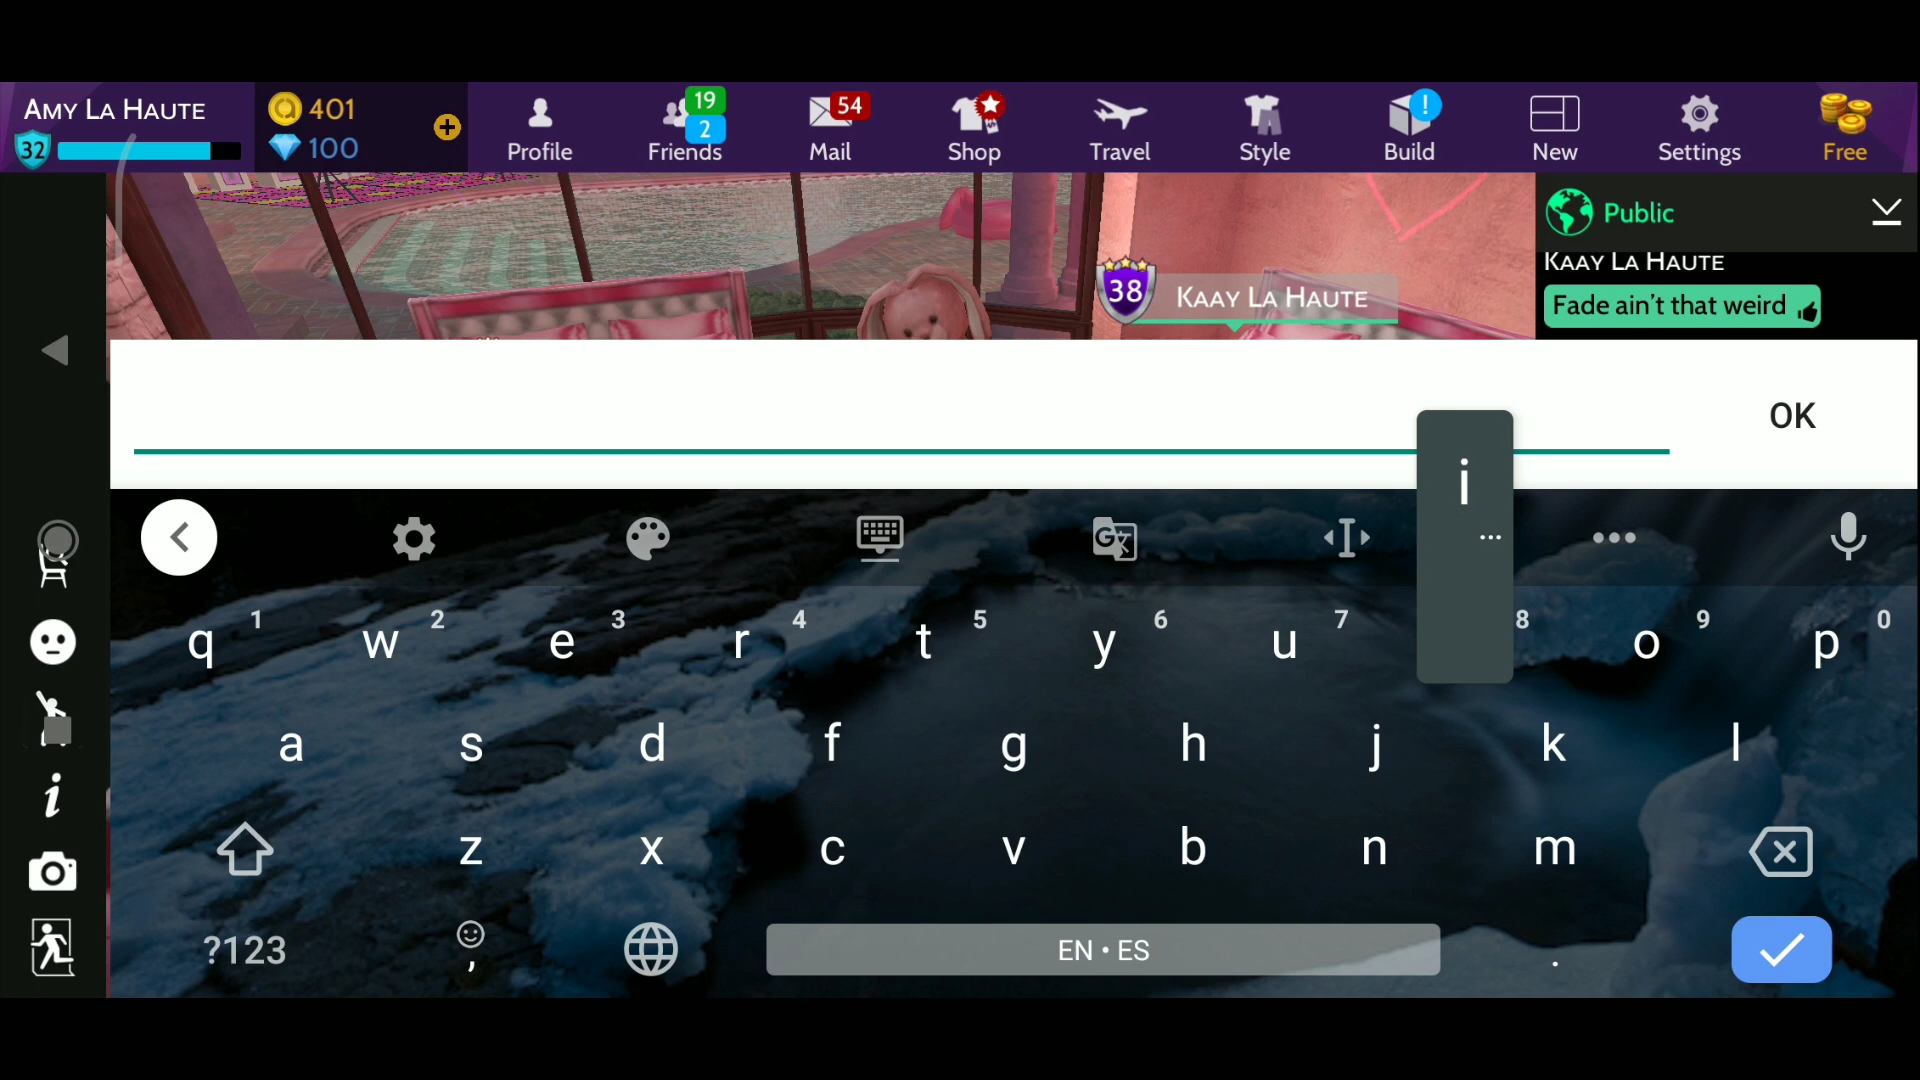 AMY LA HAUTE
32
401
100
Profile
19
2
Friends
54
Mail
Shop
Travel
Style
!
Build
New
Settings
Free
Public
KAAY LA HAUTE
Fade ain't that weird
38
KAAY LA HAUTE
OK
i
...
G
q 1 w 2 e 3 r 4 t 5 y 6 u 7 8 o 9 p 0
a s d f g h j k l
z x c v b n m
?123 , EN • ES .
i